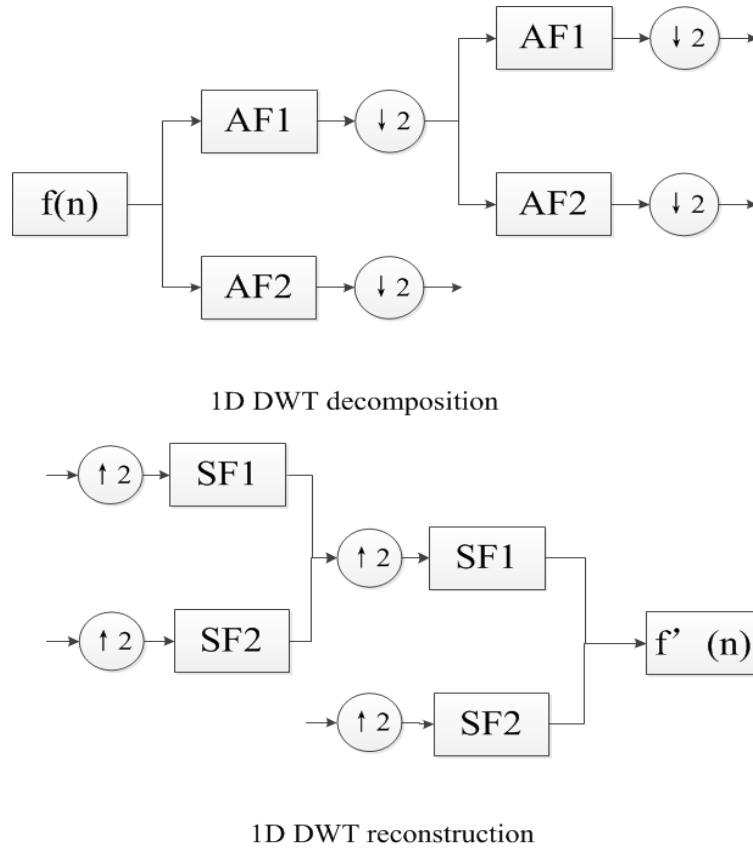 AF1
↓ 2
AF1
↓ 2
f(n)
AF2
↓ 2
AF2
↓ 2
1D DWT decomposition
↑ 2
SF1
↑ 2
SF1
↑ 2
SF2
f’ (n)
↑ 2
SF2
1D DWT reconstruction